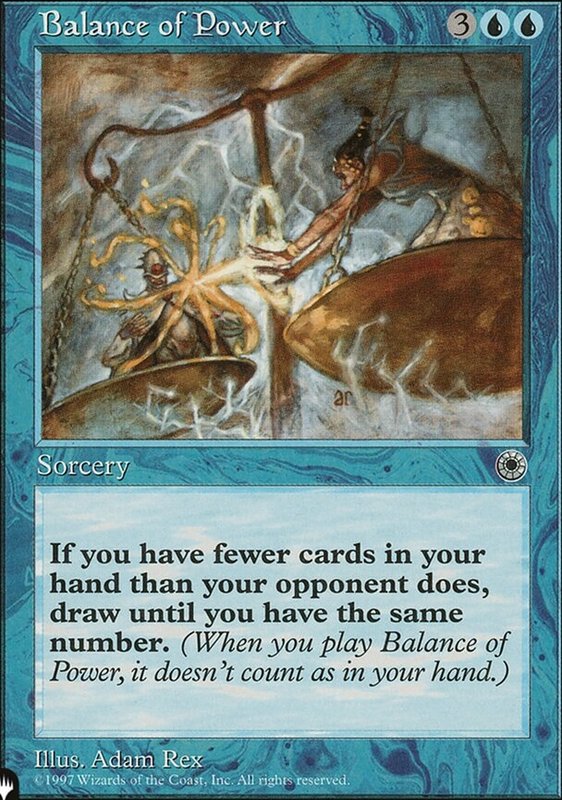 Balance of Power 3
ar
Sorcery
If you have fewer cards in your
hand than your opponent does,
draw until you have the same
number. (When you play Balance of
Power, it doesn't count as in your hand.)
Illus. Adam Rex
©1997 Wizards of the Coast, Inc. All rights reserved.